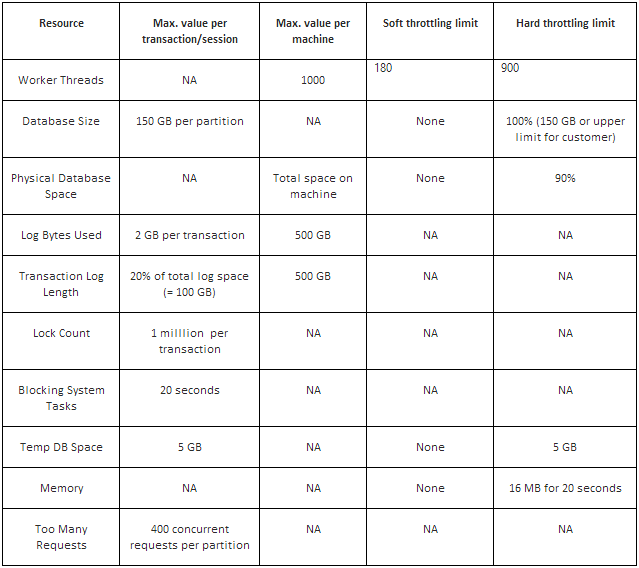 Resource
Max. value per
transaction/session
Max. value per
machine
Soft throttling limit
Hard throttling limit
Worker Threads
NA
1000
180
900
Database Size
150 GB per partition
NA
None
100% (150 GB or upper
limit for customer)
Physical Database
Space
NA
Total space on
machine
None
90%
Log Bytes Used
2 GB per transaction
500 GB
NA
NA
Transaction Log
Length
20% of total log space
(= 100 GB)
500 GB
NA
NA
Lock Count
1 milllion  per
transaction
NA
NA
NA
Blocking System
Tasks
20 seconds
NA
NA
NA
Temp DB Space
5 GB
NA
None
5 GB
Memory
NA
NA
None
16 MB for 20 seconds
Too Many
Requests
400 concurrent
requests per partition
NA
NA
NA